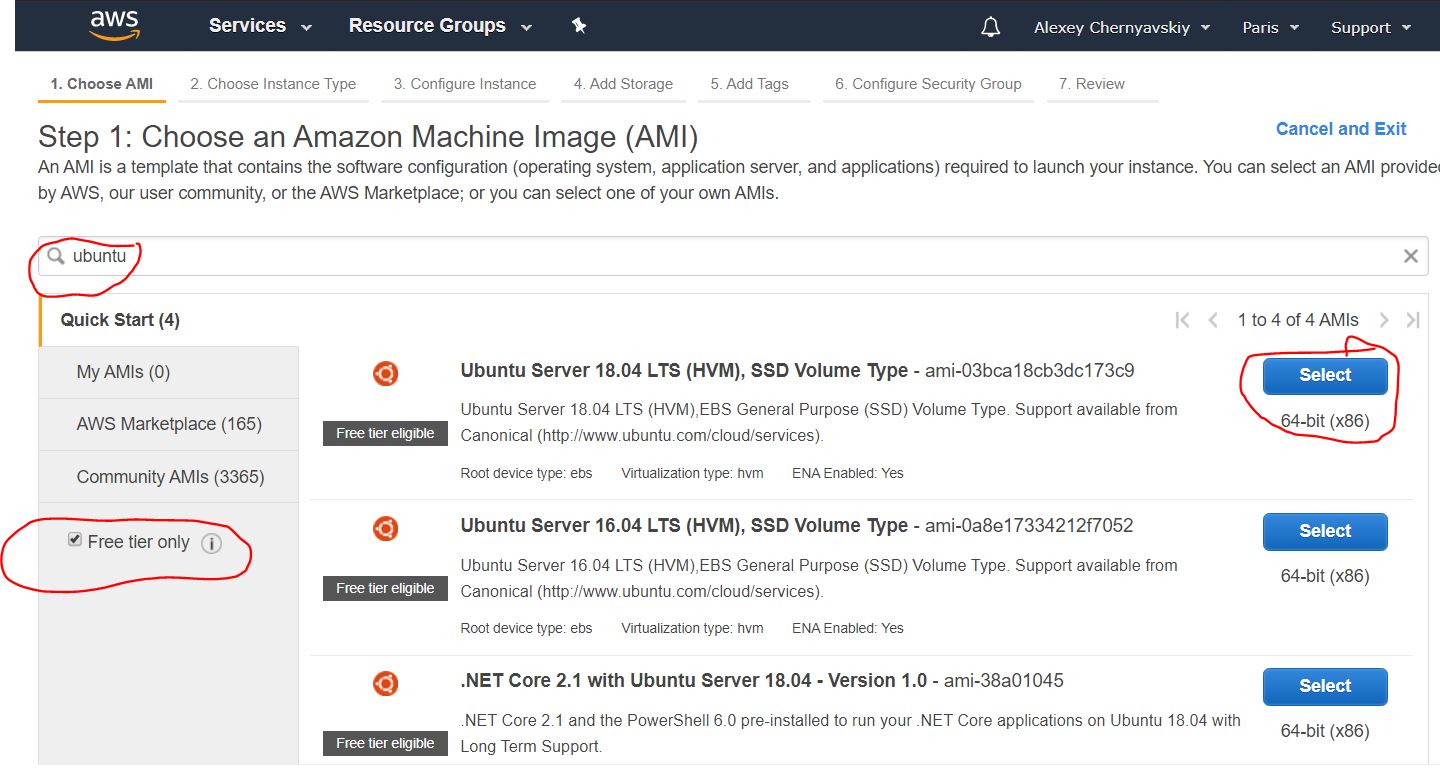 aws Services Resource Groups Alexey Chernyavskiy Paris Support
1. Choose AMI 2. Choose Instance Type 3. Configure Instance 4. Add Storage 5. Add Tags 6. Configure Security Group 7. Review
Step 1: Choose an Amazon Machine Image (AMI)
Cancel and Exit
An AMI is a template that contains the software configuration (operating system, application server, and applications) required to launch your instance. You can select an AMI provide
by AWS, our user community, or the AWS Marketplace; or you can select one of your own AMIs.
ubuntu
Quick Start (4)
1 to 4 of 4 AMIs
My AMIs (0)
AWS Marketplace (165)
Community AMIs (3365)
Free tier only
Ubuntu Server 18.04 LTS (HVM), SSD Volume Type - ami-03bca18cb3dc173c9
Select
Ubuntu Server 18.04 LTS (HVM),EBS General Purpose (SSD) Volume Type. Support available from
64-bit (x86)
Free tier eligible
Canonical (http://www.ubuntu.com/cloud/services).
Root device type: ebs Virtualization type: hvm ENA Enabled: Yes
Ubuntu Server 16.04 LTS (HVM), SSD Volume Type - ami-0a8e17334212f7052
Select
Ubuntu Server 16.04 LTS (HVM),EBS General Purpose (SSD) Volume Type. Support available from
64-bit (x86)
Free tier eligible
Canonical (http://www.ubuntu.com/cloud/services).
Root device type: ebs Virtualization type: hvm ENA Enabled: Yes
.NET Core 2.1 with Ubuntu Server 18.04 - Version 1.0 - ami-38a01045
Select
.NET Core 2.1 and the PowerShell 6.0 pre-installed to run your .NET Core applications on Ubuntu 18.04 with
64-bit (x86)
Free tier eligible
Long Term Support.